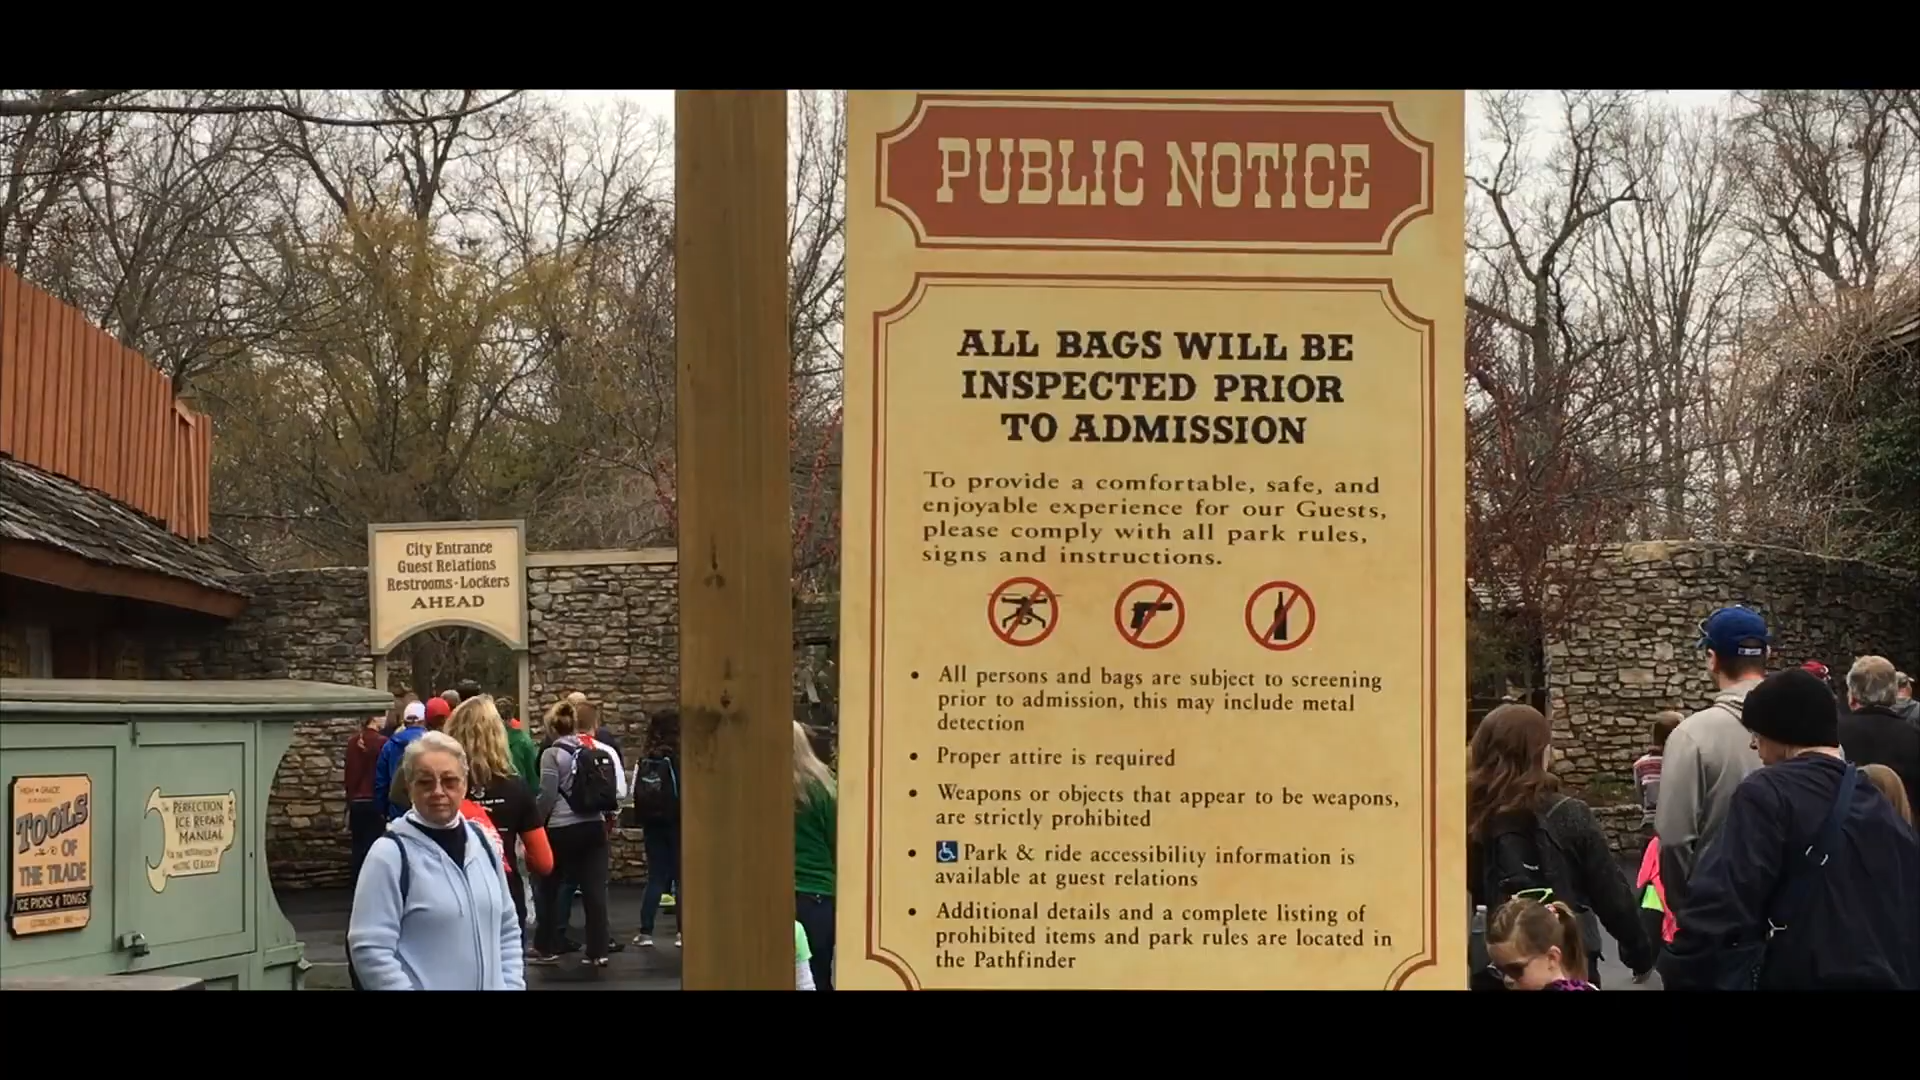 PUBLIC NOTICE
ALL BAGS WILL BE
INSPECTED PRIOR
TO ADMISSION
To provide a comfortable, safe, and
enjoyable experience for our Guests,
please comply with all park rules,
signs and instructions.
• All persons and bags are subject to screening
prior to admission, this may include metal
detection
• Proper attire is required
• Weapons or objects that appear to be weapons,
are strictly prohibited
• Park & ride accessibility information is
available at guest relations
• Additional details and a complete listing of
prohibited items and park rules are located in
the Pathfinder
City Entrance
Guest Relations
Restrooms - Lockers
AHEAD
HIGH • GRADE
TOOLS
OF
THE TRADE
ICE PICKS & TONGS
PERFECTION
ICE REPAIR
MANUAL